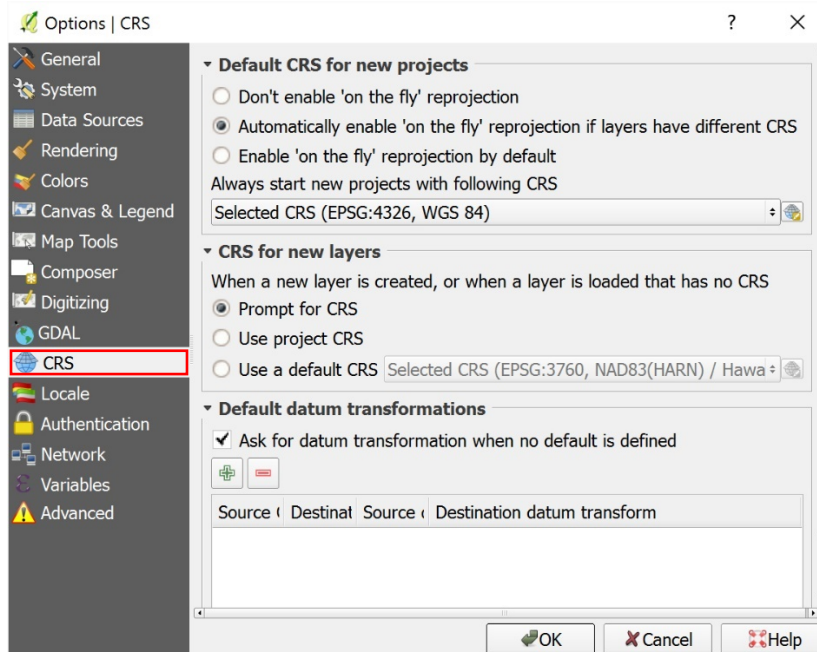 Options | CRS
?
General
System
Data Sources
Rendering
Colors
Canvas & Legend
Map Tools
Composer
Digitizing
GDAL
CRS
Locale
Authentication
Network
Variables
Advanced
Default CRS for new projects
Don't enable 'on the fly' reprojection
Automatically enable 'on the fly' reprojection if layers have different CRS
Enable 'on the fly' reprojection by default
Always start new projects with following CRS
Selected CRS (EPSG:4326, WGS 84)
CRS for new layers
When a new layer is created, or when a layer is loaded that has no CRS
Prompt for CRS
Use project CRS
Use a default CRS Selected CRS (EPSG:3760, NAD83(HARN) / Hawa
Default datum transformations
Ask for datum transformation when no default is defined
Source Destinat Source Destination datum transform
OK Cancel Help